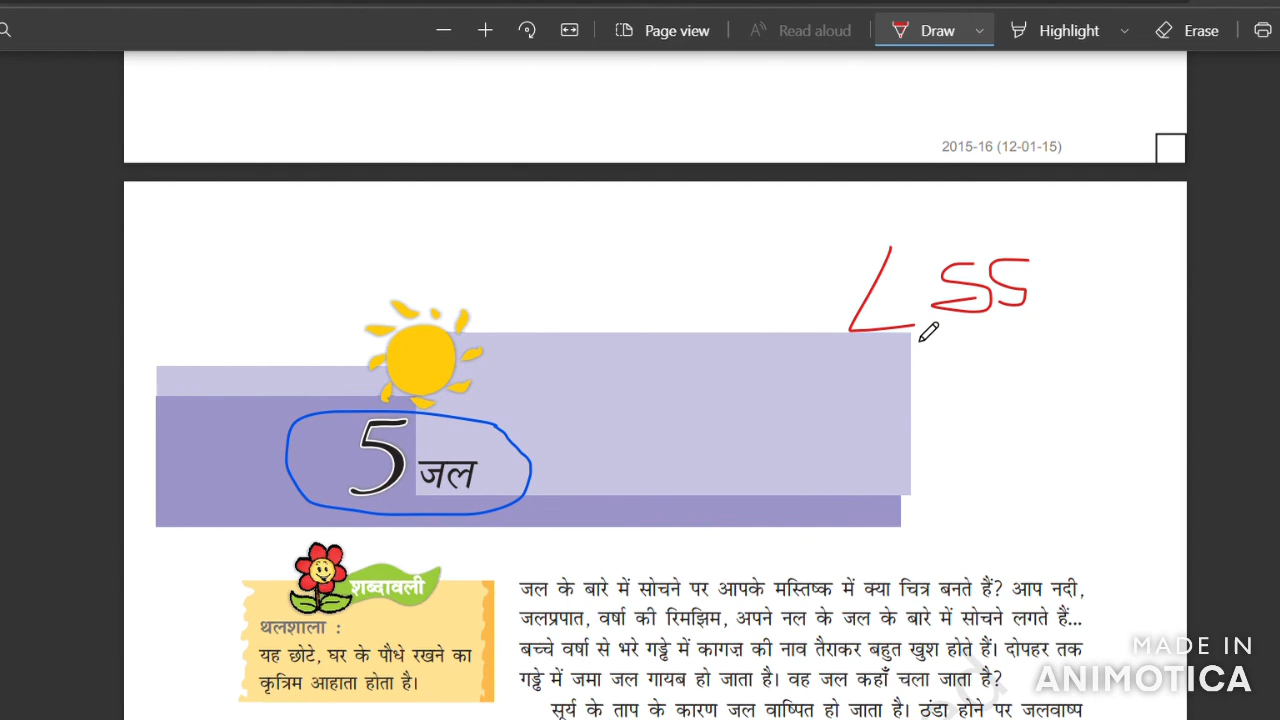 Page view
Read aloud
Draw
Highlight
Erase
2015-16 (12-01-15)
L 55
5 जल
शब्दावली
थलशाला :
यह छोटे, घर के पौधे रखने का
कृत्रिम आहाता होता है।
जल के बारे में सोचने पर आपके मस्तिष्क में क्या चित्र बनते हैं? आप नदी,
जलप्रपात, वर्षा की रिमझिम, अपने नल के जल के बारे में सोचने लगते हैं...
बच्चे वर्षा से भरे गड्ढे में कागज़ की नाव तैराकर बहुत खुश होते हैं। दोपहर तक
गड्ढे में जमा जल गायब हो जाता है। वह जल कहाँ चला जाता है?
सूर्य के ताप के कारण जल वाष्पित हो जाता है। ठंडा होने पर जलवाष्प
MADE IN
ANIMOTICA